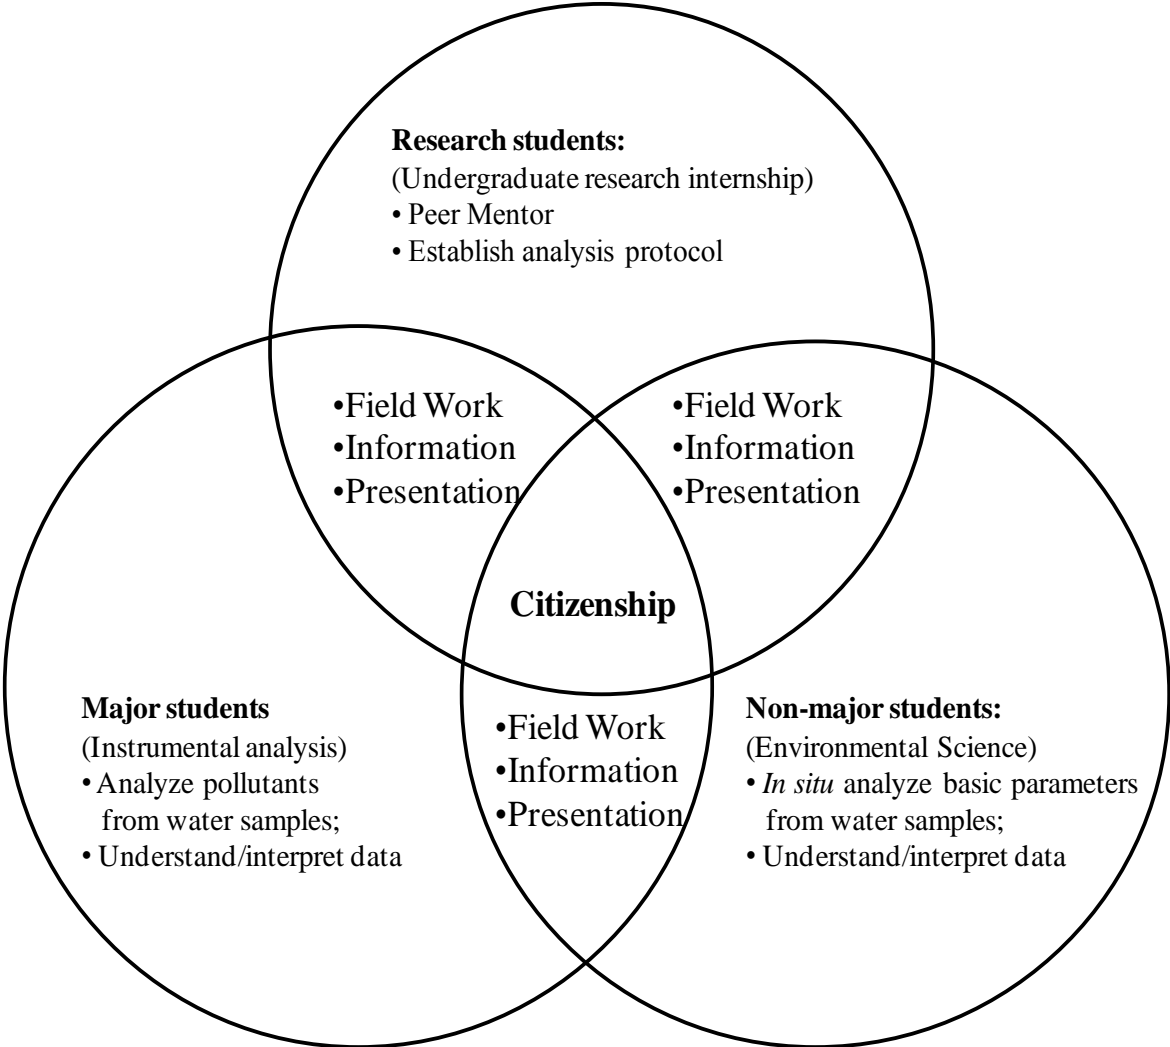 Research students:
(Undergraduate research internship)
• Peer Mentor
• Establish analysis protocol
•Field Work
•Information
•Presentation
•Field Work
•Information
•Presentation
Citizenship
Major students
(Instrumental analysis)
• Analyze pollutants
from water samples;
• Understand/interpret data
•Field Work
•Information
•Presentation
Non-major students:
(Environmental Science)
• In situ analyze basic parameters
from water samples;
• Understand/interpret data